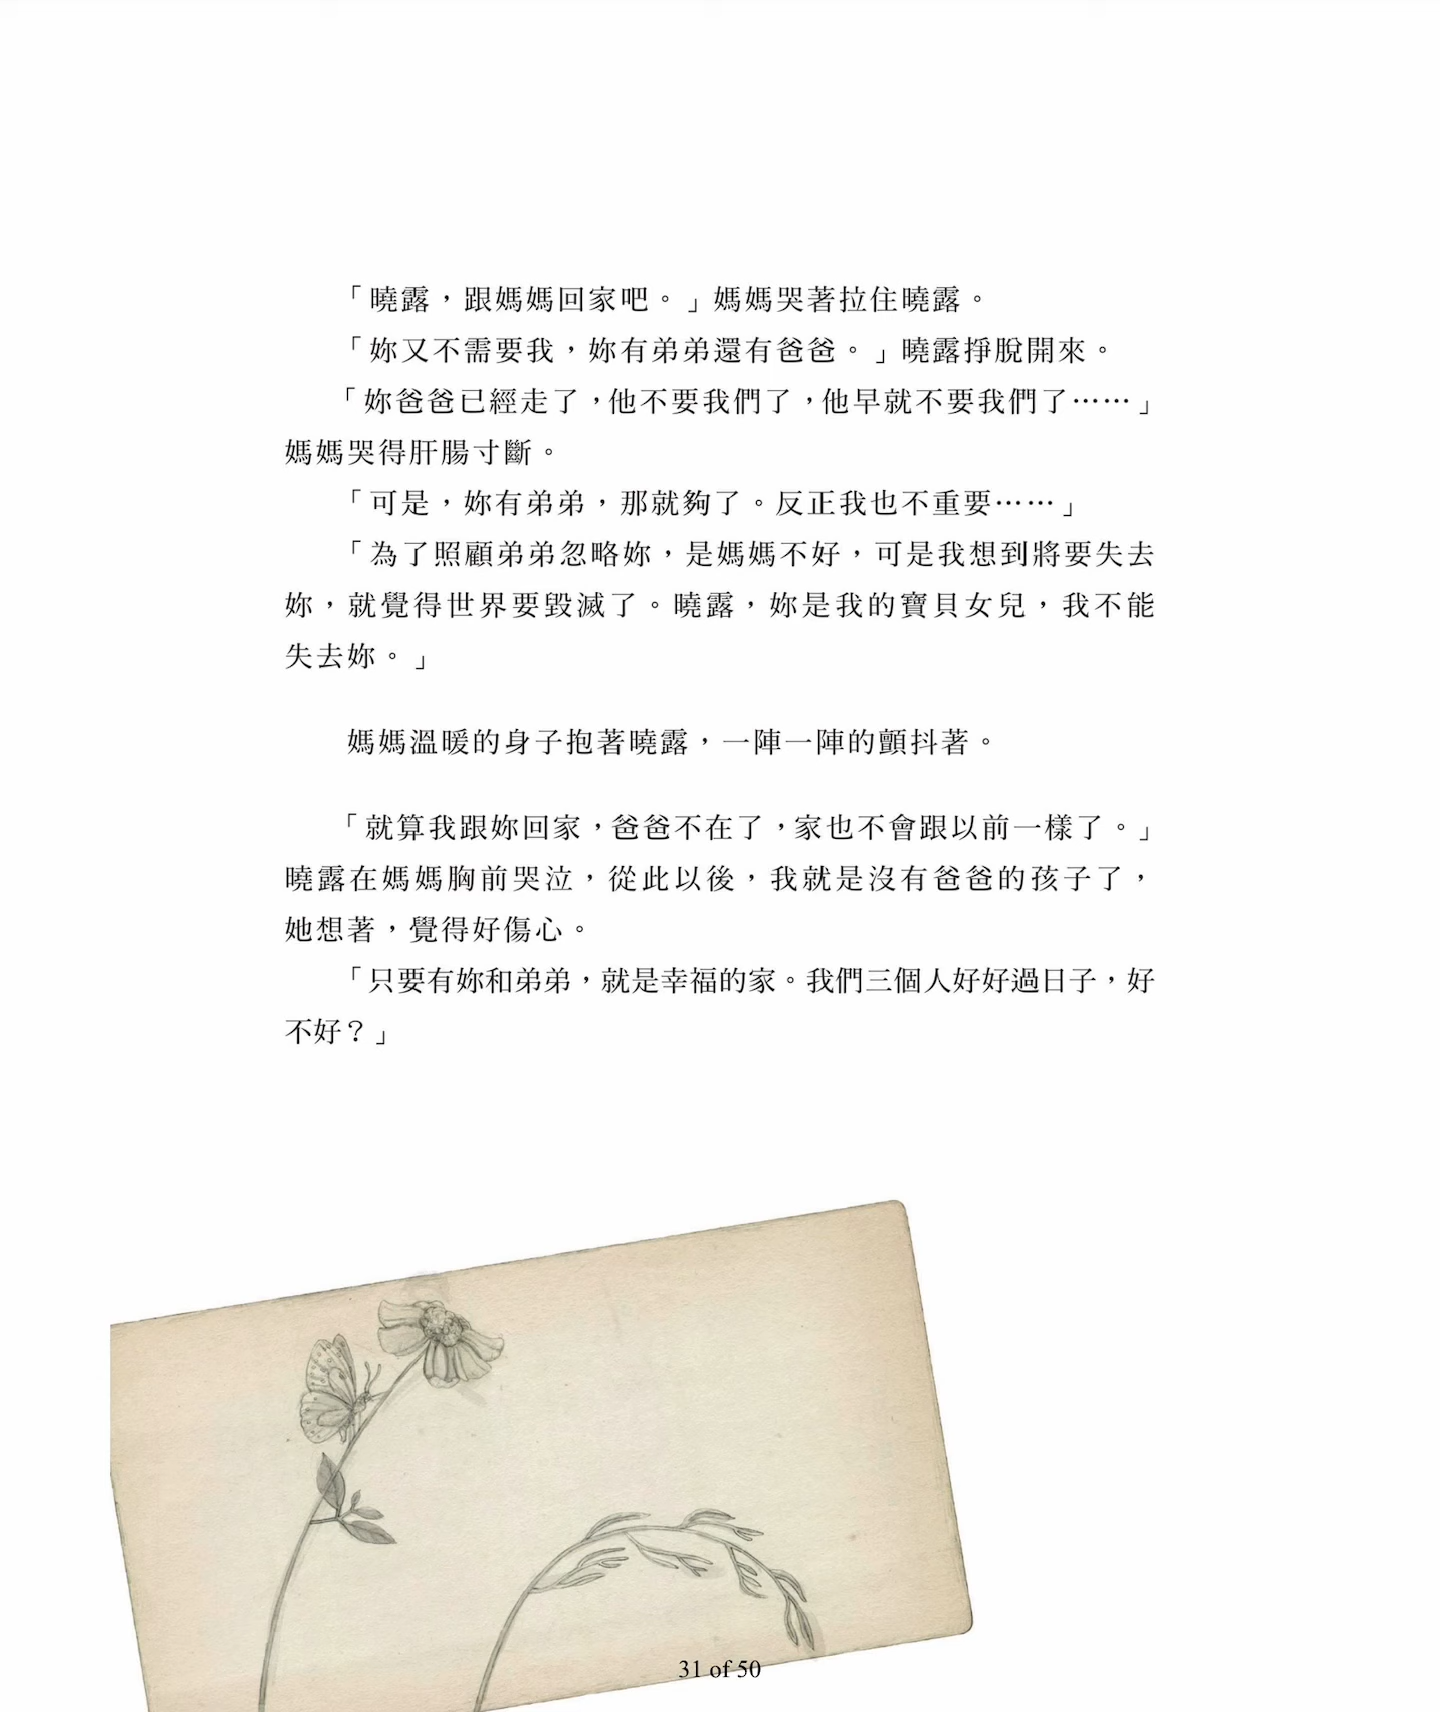 「曉露，跟媽媽回家吧。」媽媽哭著拉住曉露。
「妳又不需要我，妳有弟弟還有爸爸。」曉露掙脫開來。
「妳爸爸已經走了，他不要我們了，他早就不要我們了⋯⋯」
媽媽哭得肝腸寸斷。
「可是，妳有弟弟，那就夠了。反正我也不重要⋯⋯」
「為了照顧弟弟忽略妳，是媽媽不好，可是我想到將要失去
妳，就覺得世界要毀滅了。曉露，妳是我的寶貝女兒，我不能
失去妳。」
媽媽溫暖的身子抱著曉露，一陣一陣的顫抖著。
「就算我跟妳回家，爸爸不在了，家也不會跟以前一樣了。」
曉露在媽媽胸前哭泣，從此以後，我就是沒有爸爸的孩子了，
她想著，覺得好傷心。
「只要有妳和弟弟，就是幸福的家。我們三個人好好過日子，好
不好？」
31 of 50